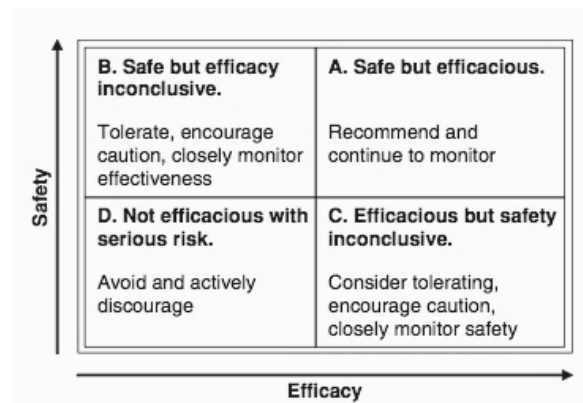 B. Safe but efficacy
inconclusive.
Tolerate, encourage
caution, closely monitor
effectiveness
A. Safe but efficacious.
Recommend and
continue to monitor
D. Not efficacious with
serious risk.
Avoid and actively
discourage
C. Efficacious but safety
inconclusive.
Consider tolerating,
encourage caution,
closely monitor safety
Safety
Efficacy